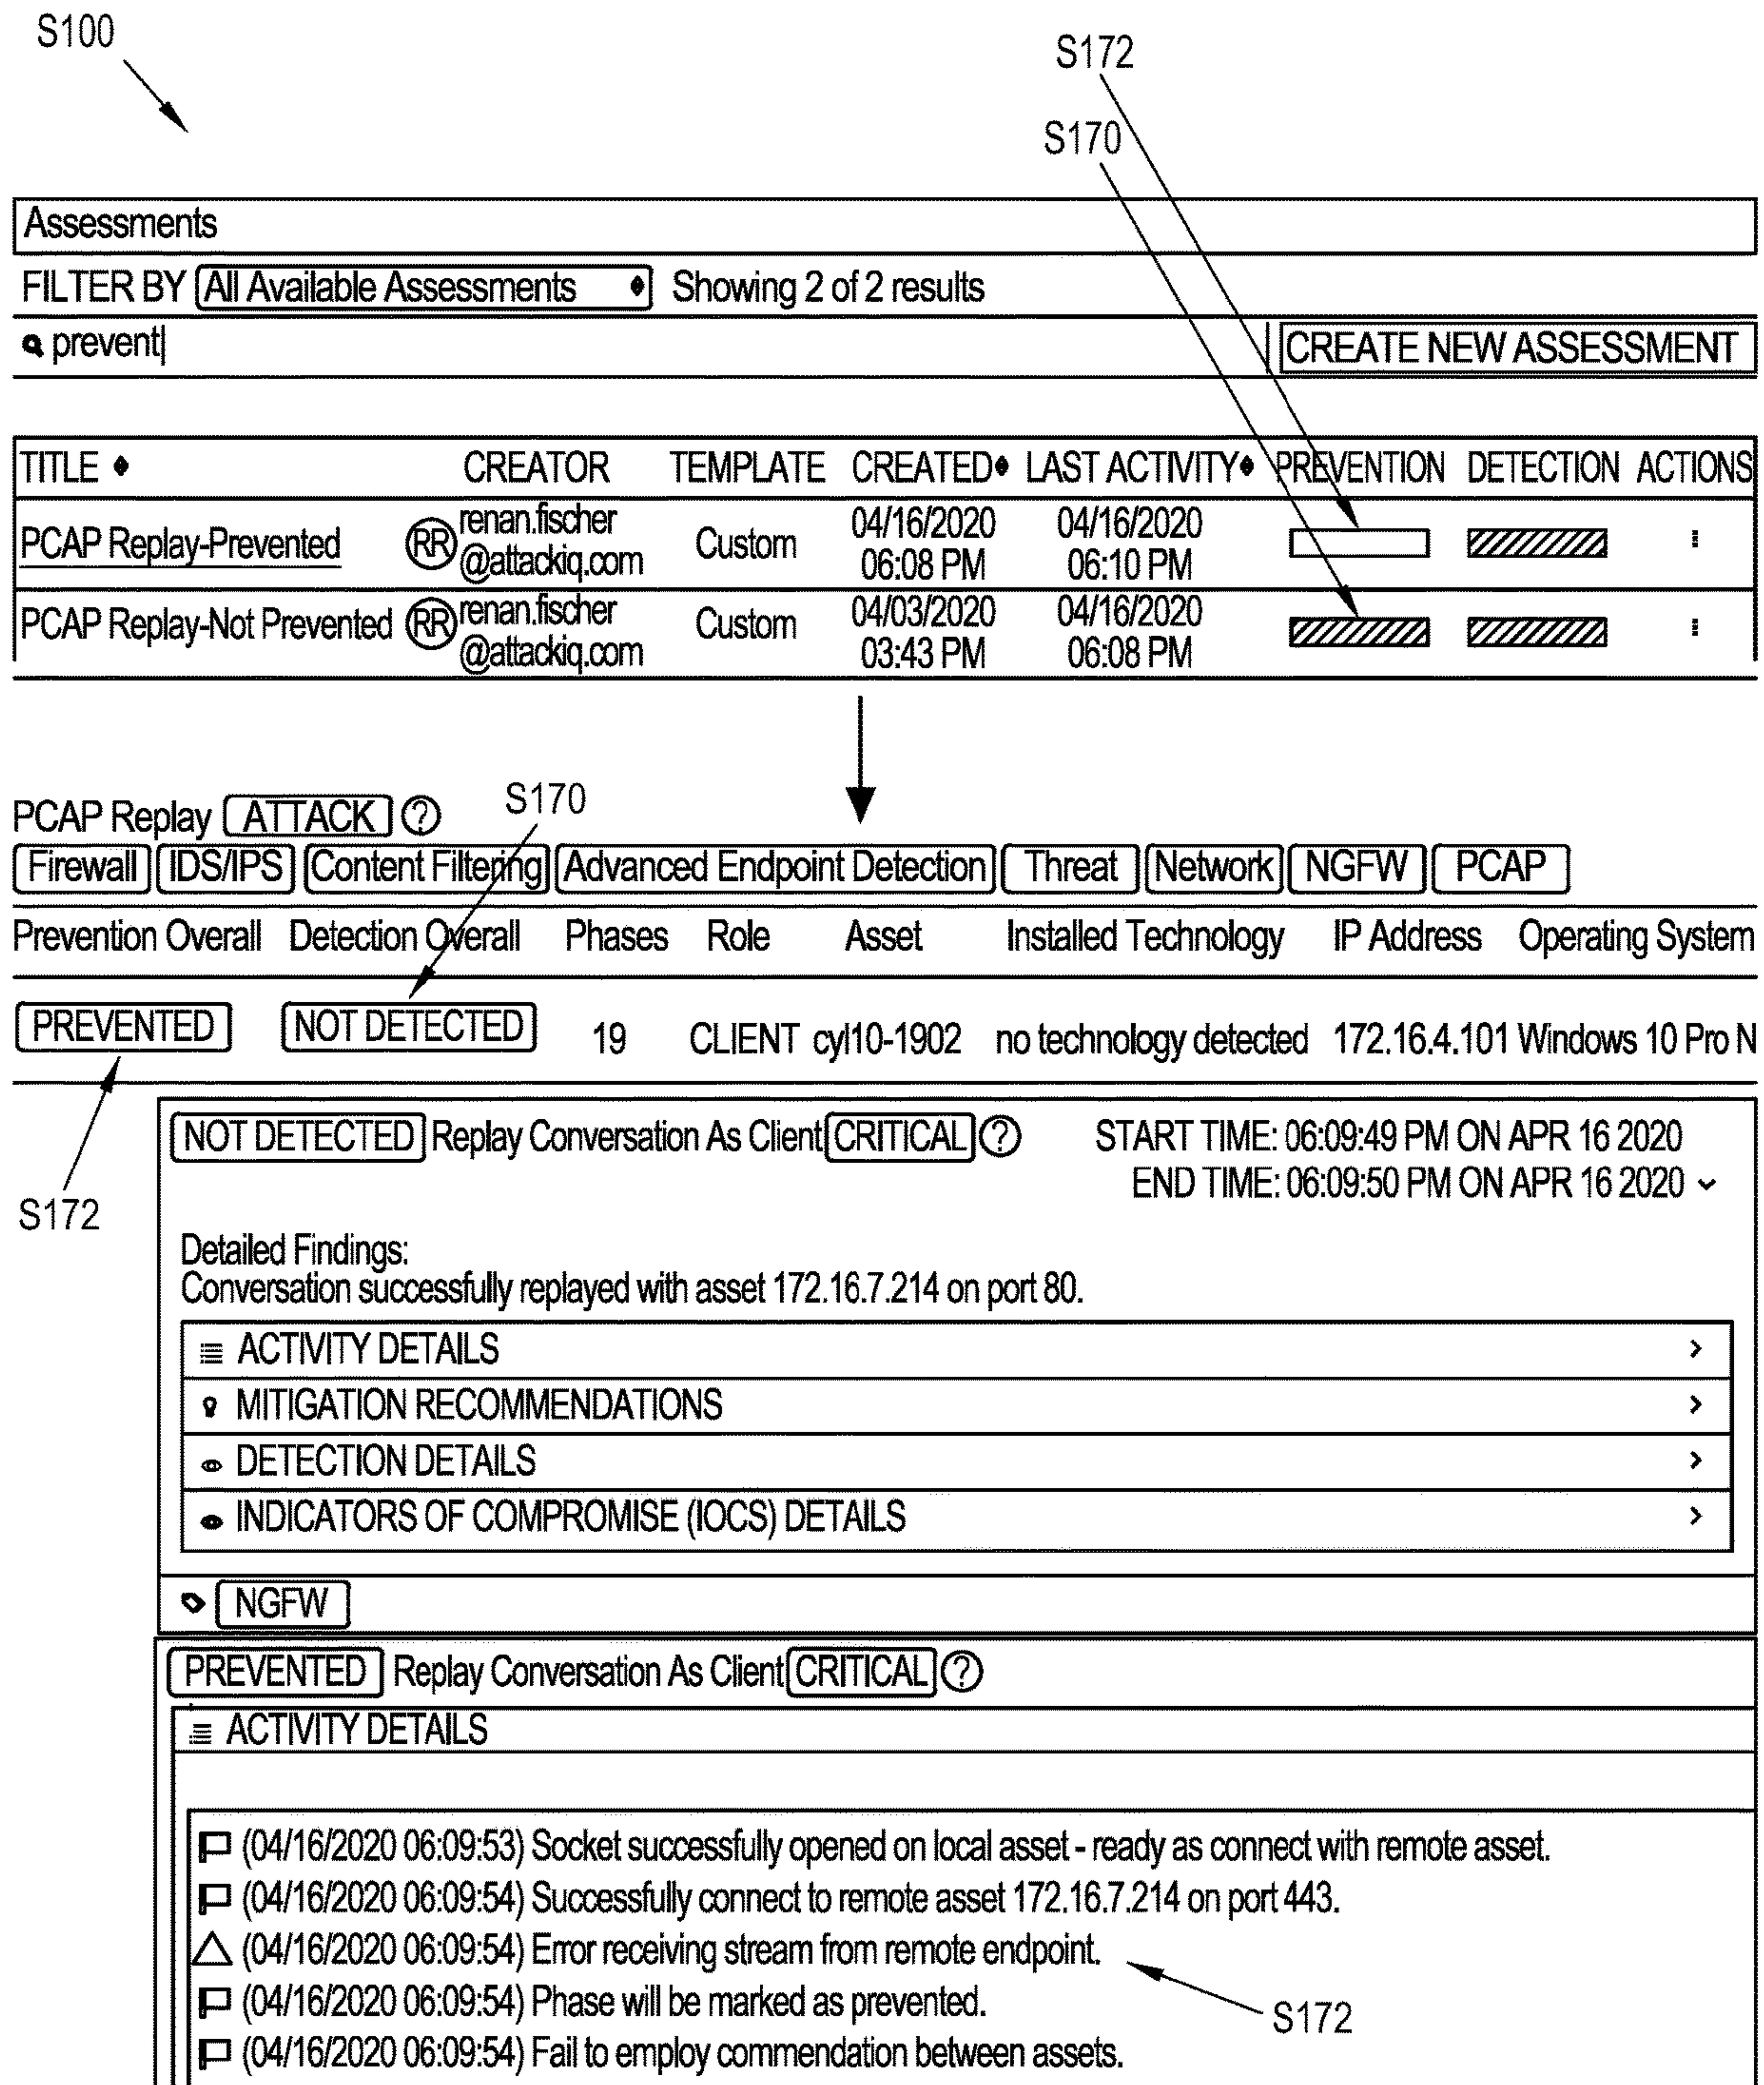 S100
S172
S170
Assessments
FILTER BY All Available Assessments Showing 2 of 2 results
prevent
CREATE NEW ASSESSMENT
TITLE CREATOR TEMPLATE CREATED LAST ACTIVITY PREVENTION DETECTION ACTIONS
PCAP Replay-Prevented RR renan.fischer @attackiq.com Custom 04/16/2020 06:08 PM 04/16/2020 06:10 PM
PCAP Replay-Not Prevented RR renan.fischer @attackiq.com Custom 04/03/2020 03:43 PM 04/16/2020 06:08 PM
S170
PCAP Replay ATTACK ?
Firewall IDS/IPS Content Filtering Advanced Endpoint Detection Threat Network NGFW PCAP
Prevention Overall Detection Overall Phases Role Asset Installed Technology IP Address Operating System
PREVENTED NOT DETECTED 19 CLIENT cyl10-1902 no technology detected 172.16.4.101 Windows 10 Pro N
S172
NOT DETECTED Replay Conversation As Client CRITICAL ? START TIME: 06:09:49 PM ON APR 16 2020
END TIME: 06:09:50 PM ON APR 16 2020
Detailed Findings:
Conversation successfully replayed with asset 172.16.7.214 on port 80.
ACTIVITY DETAILS >
MITIGATION RECOMMENDATIONS >
DETECTION DETAILS >
INDICATORS OF COMPROMISE (IOCS) DETAILS >
NGFW
PREVENTED Replay Conversation As Client CRITICAL ?
ACTIVITY DETAILS
(04/16/2020 06:09:53) Socket successfully opened on local asset - ready as connect with remote asset.
(04/16/2020 06:09:54) Successfully connect to remote asset 172.16.7.214 on port 443.
(04/16/2020 06:09:54) Error receiving stream from remote endpoint.
(04/16/2020 06:09:54) Phase will be marked as prevented.
S172
(04/16/2020 06:09:54) Fail to employ commendation between assets.